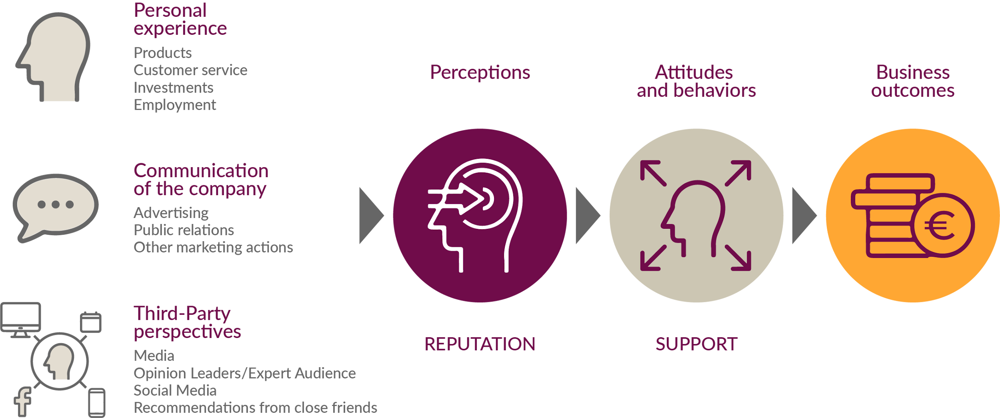 Personal
experience
Products
Customer service
Investments
Employment
Communication
of the company
Advertising
Public relations
Other marketing actions
Third-Party
perspectives
Media
Opinion Leaders/Expert Audience
Social Media
Recommendations from close friends
Perceptions
REPUTATION
Attitudes
and behaviors
SUPPORT
Business
outcomes
€